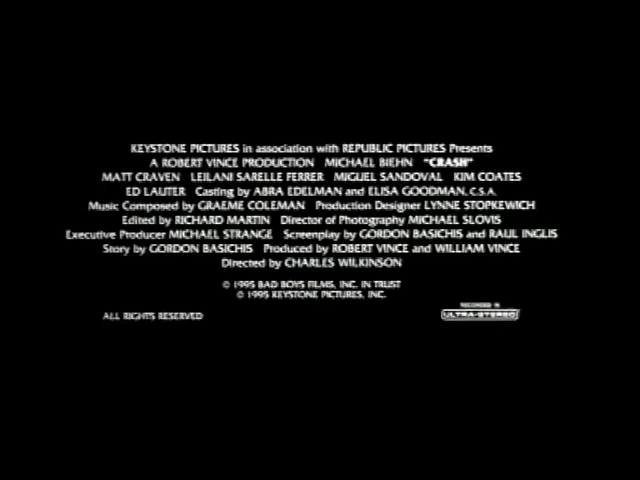 KEYSTONE PICTURES in association with REPUBLIC PICTURES Presents
A ROBERT VINCE PRODUCTION MICHAEL BIEHN "CRASH"
MATT CRAVEN LEILANI SARELLE FERRER MIGUEL SANDOVAL KIM COATES
ED LAUTER Casting by ABRA EDELMAN and ELISA GOODMAN, C.S.A.
Music Composed by GRAEME COLEMAN Production Designer LYNNE STOPKEWICH
Edited by RICHARD MARTIN Director of Photography MICHAEL SLOVIS
Executive Producer MICHAEL STRANGE Screenplay by GORDON BASICHIS and RAUL INGLIS
Story by GORDON BASICHIS Produced by ROBERT VINCE and WILLIAM VINCE
Directed by CHARLES WILKINSON
© 1995 BAD BOYS FILMS, INC. IN TRUST
© 1995 KEYSTONE PICTURES, INC.
RECORDED IN
ALL RIGHTS RESERVED ULTRA-STEREO